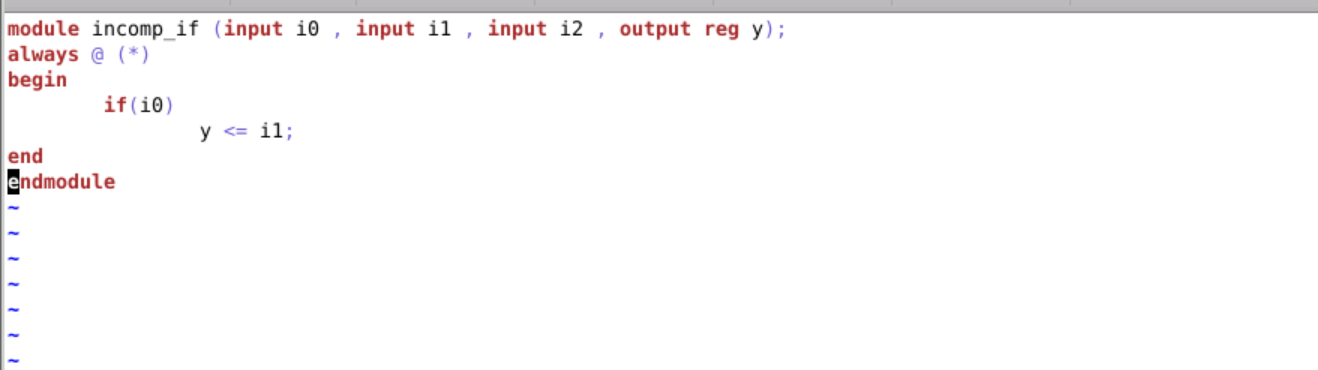 module incomp_if (input i0 , input i1 , input i2 , output reg y);
always @ (*)
begin
        if(i0)
                y <= i1;
end
endmodule
~
~
~
~
~
~
~